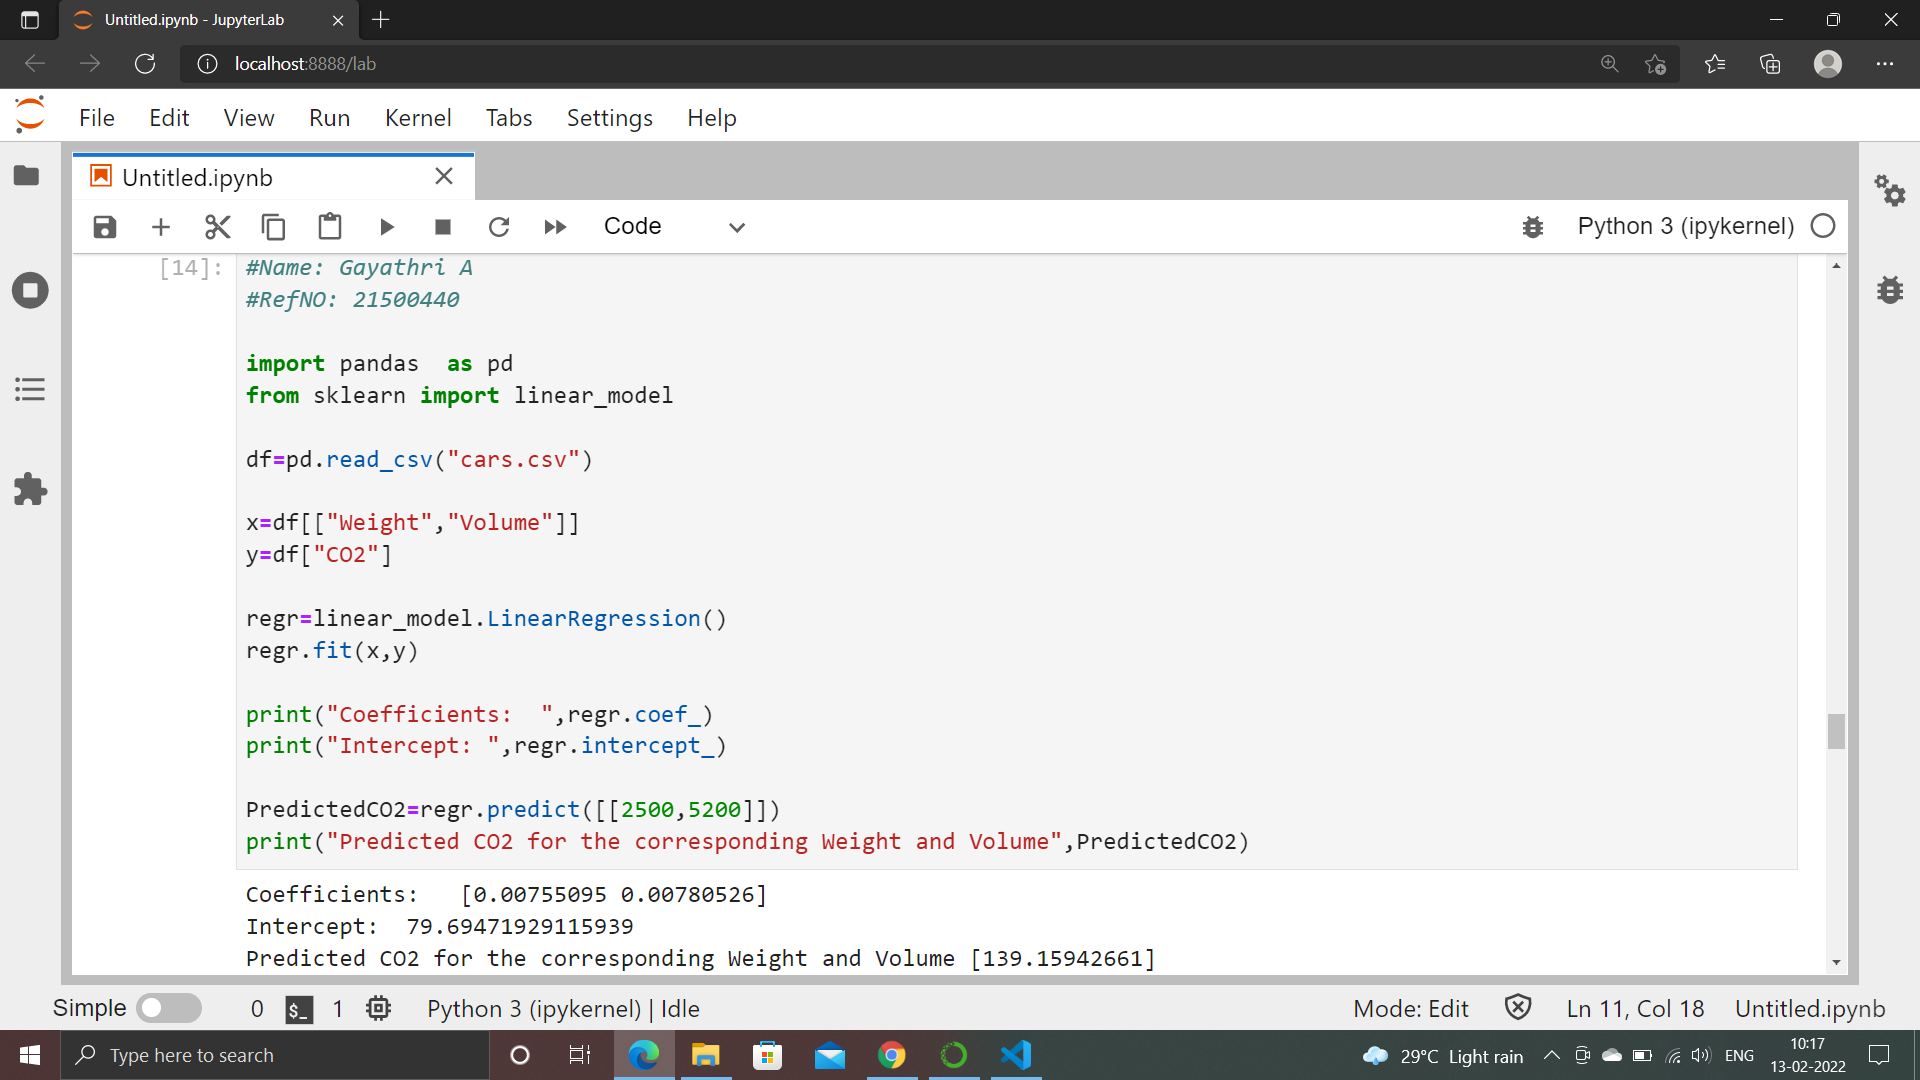 Untitled.ipynb - JupyterLab
localhost:8888/lab
File Edit View Run Kernel Tabs Settings Help
Untitled.ipynb
Code Python 3 (ipykernel)
[14]: #Name: Gayathri A
#RefNO: 21500440
import pandas  as pd
from sklearn import linear_model
df=pd.read_csv("cars.csv")
x=df[["Weight","Volume"]]
y=df["CO2"]
regr=linear_model.LinearRegression()
regr.fit(x,y)
print("Coefficients:  ",regr.coef_)
print("Intercept: ",regr.intercept_)
PredictedCO2=regr.predict([[2500,5200]])
print("Predicted CO2 for the corresponding Weight and Volume",PredictedCO2)
Coefficients:   [0.00755095 0.00780526]
Intercept:  79.69471929115939
Predicted CO2 for the corresponding Weight and Volume [139.15942661]
Simple 0 $_ 1 Python 3 (ipykernel) | Idle Mode: Edit Ln 11, Col 18 Untitled.ipynb
Type here to search 29°C Light rain ENG 10:17
13-02-2022